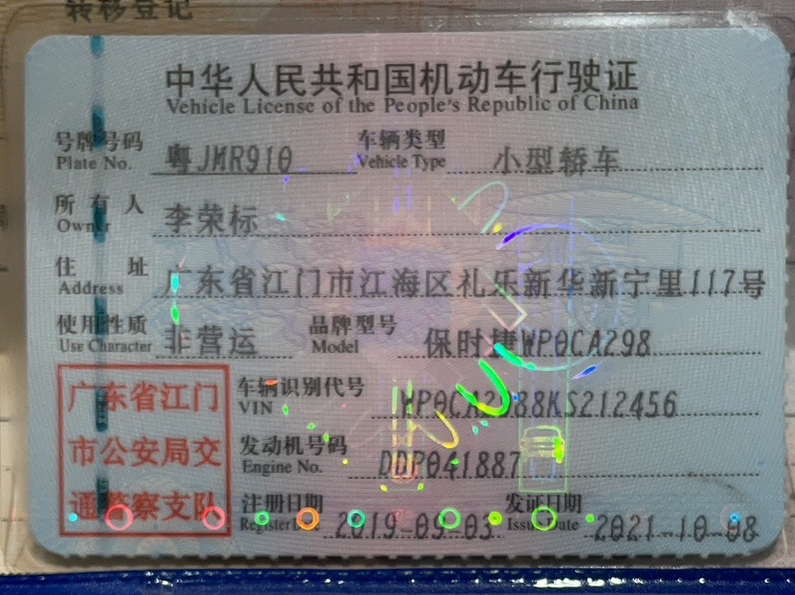 转移登记
中华人民共和国机动车行驶证
Vehicle License of the People's Republic of China
号牌号码 粤JMR910 车辆类型 小型轿车
Plate No. Vehicle Type
所有人 李荣标
Owner
住址 广东省江门市江海区礼乐新华新宁里117号
Address
使用性质 非营运 品牌型号 保时捷WP0CA298
Use Character Model
广东省江门
市公安局交
通警察支队
车辆识别代号 WP0CA2988KS212456
VIN
发动机号码 DDP041887
Engine No.
注册日期 2019-09-03 发证日期 2021-10-08
Register Date Issue Date